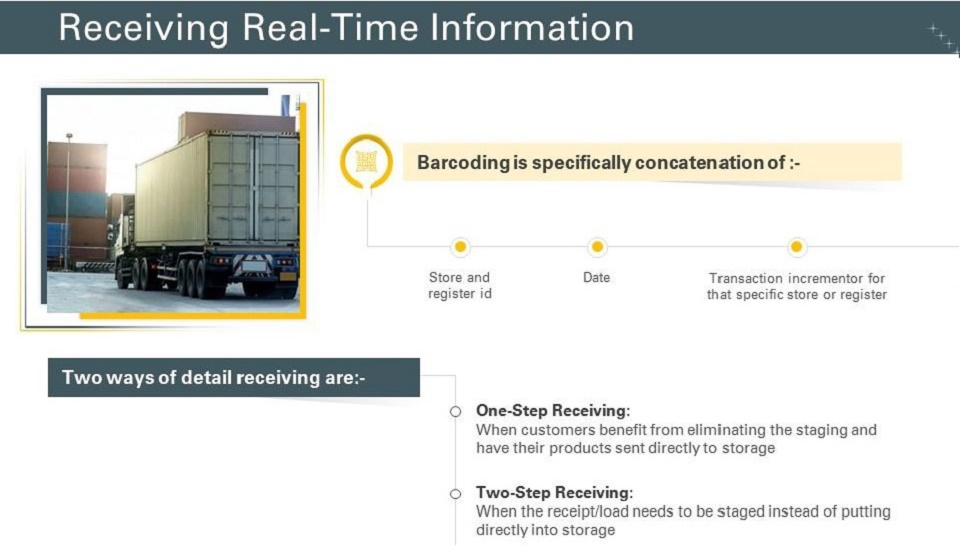 Receiving Real-Time Information
Barcoding is specifically concatenation of :-
Store and
register id
Date
Transaction incrementor for
that specific store or register
Two ways of detail receiving are:-
One-Step Receiving:
When customers benefit from eliminating the staging and
have their products sent directly to storage
Two-Step Receiving:
When the receipt/load needs to be staged instead of putting
directly into storage